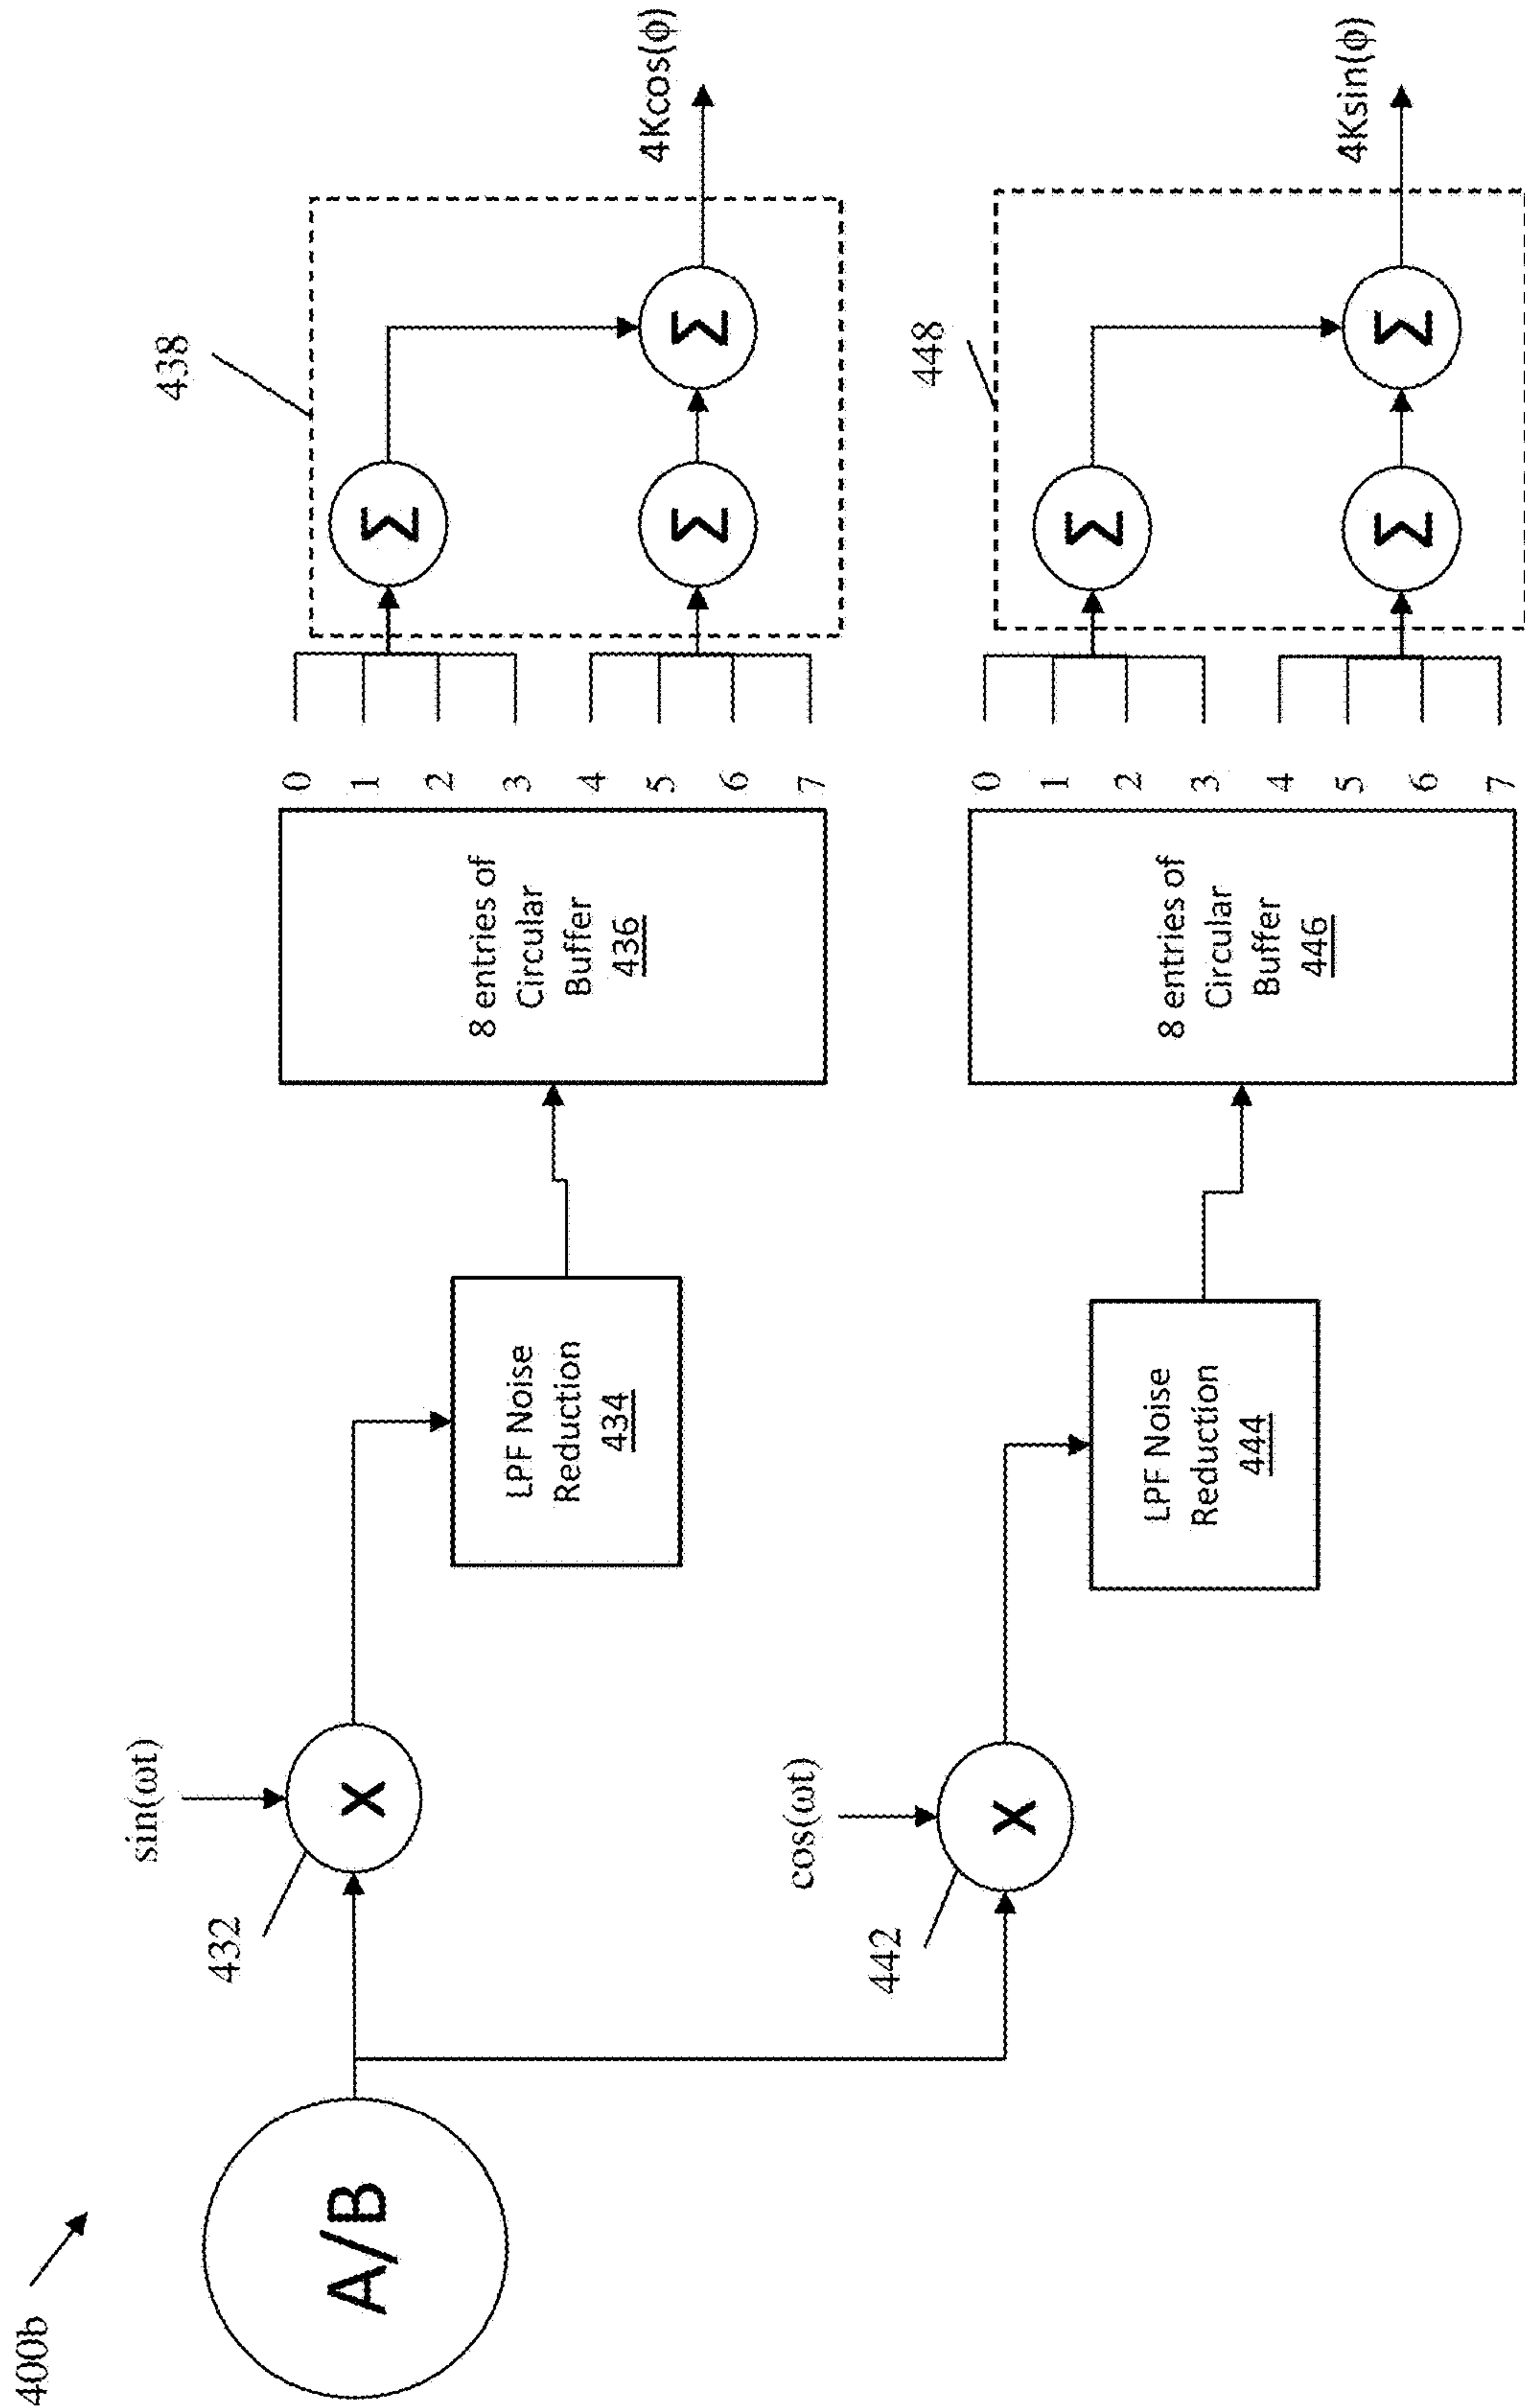 400b
A/B
432
sin(ωt)
X
LPF Noise
Reduction
434
8 entries of
Circular
Buffer
436
0
1
2
3
4
5
6
7
438
Σ
Σ
Σ
4Kcos(ϕ)
442
cos(ωt)
X
LPF Noise
Reduction
444
8 entries of
Circular
Buffer
446
0
1
2
3
4
5
6
7
448
Σ
Σ
Σ
4Ksin(ϕ)